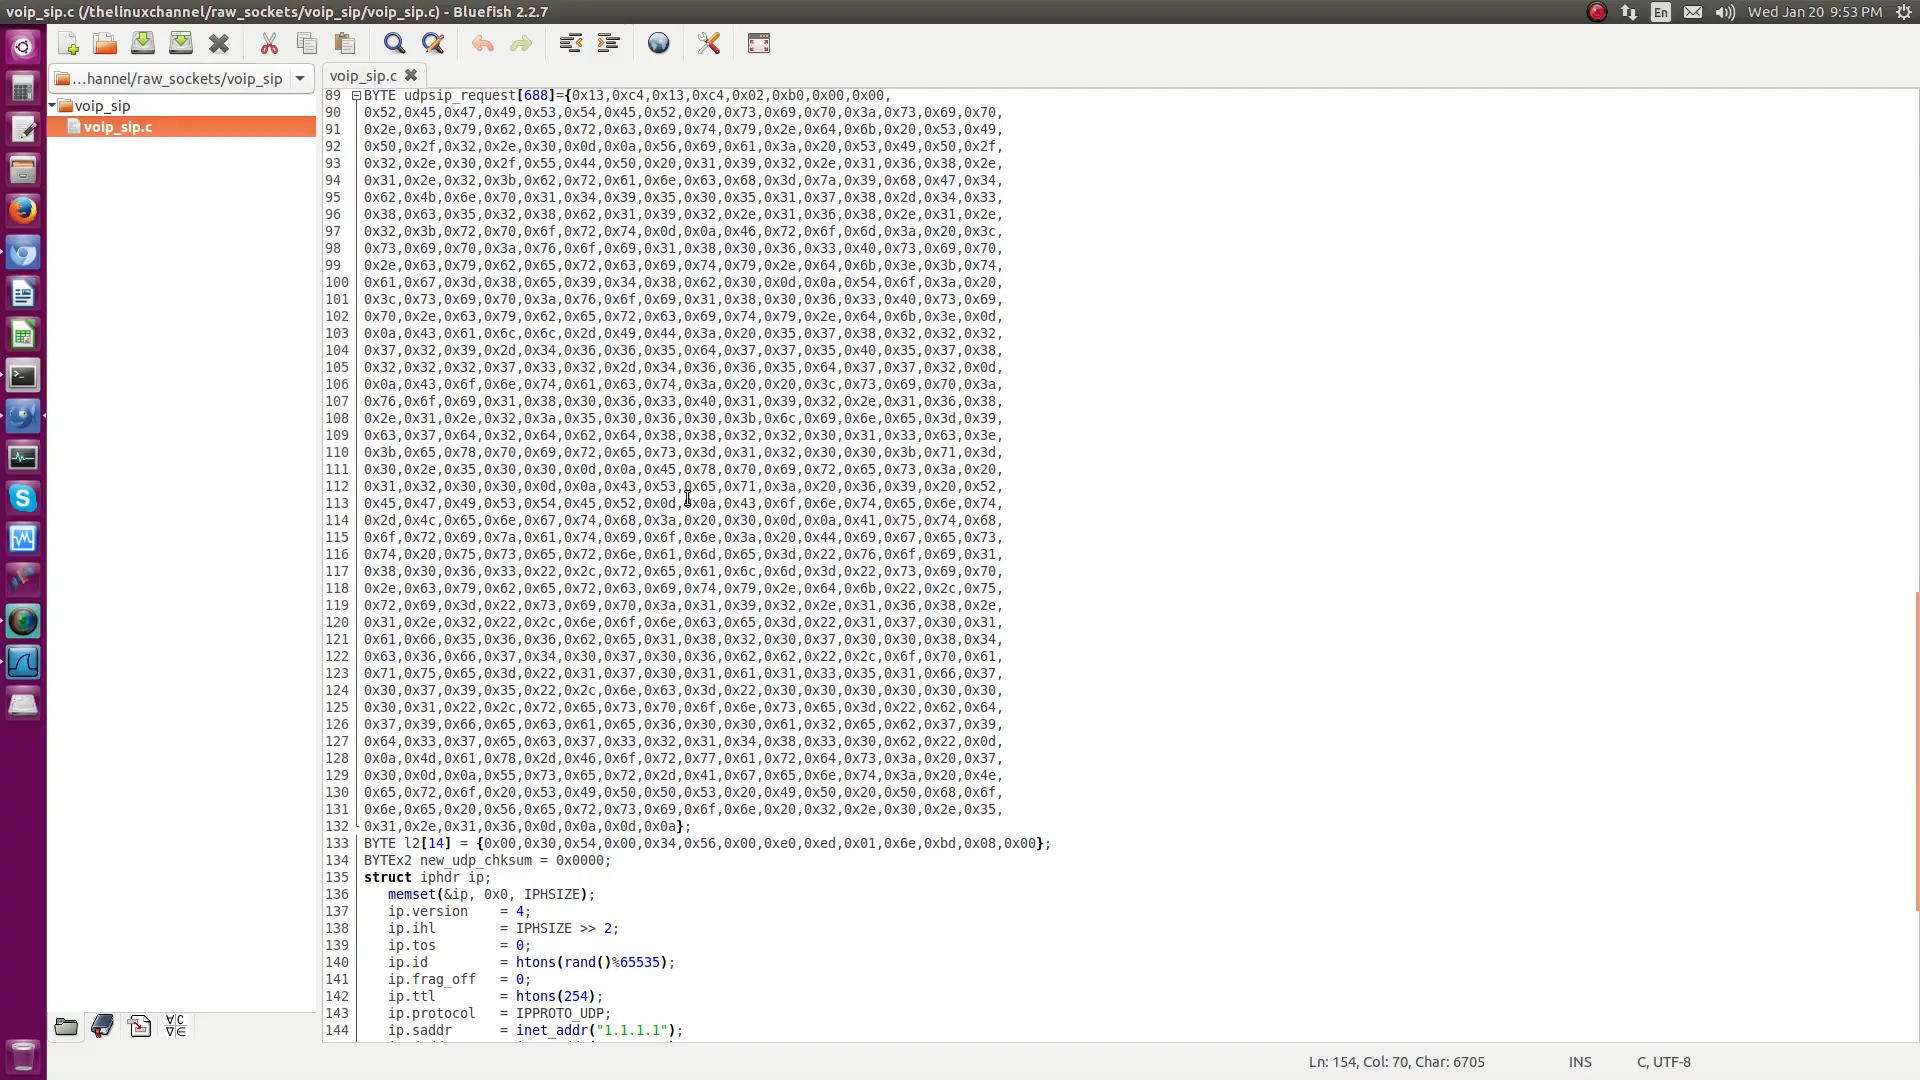 voip_sip.c (/thelinuxchannel/raw_sockets/voip_sip/voip_sip.c) - Bluefish 2.2.7
En
Wed Jan 20 9:53 PM
...hannel/raw_sockets/voip_sip
voip_sip.c
voip_sip
voip_sip.c
89 BYTE udpsip_request[688]={0x13,0xc4,0x13,0xc4,0x02,0xb0,0x00,0x00,
90 0x52,0x45,0x47,0x49,0x53,0x54,0x45,0x52,0x20,0x73,0x69,0x70,0x3a,0x73,0x69,0x70,
91 0x2e,0x63,0x79,0x62,0x65,0x72,0x63,0x69,0x74,0x79,0x2e,0x64,0x6b,0x20,0x53,0x49,
92 0x50,0x2f,0x32,0x2e,0x30,0x0d,0x0a,0x56,0x69,0x61,0x3a,0x20,0x53,0x49,0x50,0x2f,
93 0x32,0x2e,0x30,0x2f,0x55,0x44,0x50,0x20,0x31,0x39,0x32,0x2e,0x31,0x36,0x38,0x2e,
94 0x31,0x2e,0x32,0x3b,0x62,0x72,0x61,0x6e,0x63,0x68,0x3d,0x7a,0x39,0x68,0x47,0x34,
95 0x62,0x4b,0x6e,0x70,0x31,0x34,0x39,0x35,0x30,0x35,0x31,0x37,0x38,0x2d,0x34,0x33,
96 0x38,0x63,0x35,0x32,0x38,0x62,0x31,0x39,0x32,0x2e,0x31,0x36,0x38,0x2e,0x31,0x2e,
97 0x32,0x3b,0x72,0x70,0x6f,0x72,0x74,0x0d,0x0a,0x46,0x72,0x6f,0x6d,0x3a,0x20,0x3c,
98 0x73,0x69,0x70,0x3a,0x76,0x6f,0x69,0x31,0x38,0x30,0x36,0x33,0x40,0x73,0x69,0x70,
99 0x2e,0x63,0x79,0x62,0x65,0x72,0x63,0x69,0x74,0x79,0x2e,0x64,0x6b,0x3e,0x3b,0x74,
100 0x61,0x67,0x3d,0x38,0x65,0x39,0x34,0x38,0x62,0x30,0x0d,0x0a,0x54,0x6f,0x3a,0x20,
101 0x3c,0x73,0x69,0x70,0x3a,0x76,0x6f,0x69,0x31,0x38,0x30,0x36,0x33,0x40,0x73,0x69,
102 0x70,0x2e,0x63,0x79,0x62,0x65,0x72,0x63,0x69,0x74,0x79,0x2e,0x64,0x6b,0x3e,0x0d,
103 0x0a,0x43,0x61,0x6c,0x6c,0x2d,0x49,0x44,0x3a,0x20,0x35,0x37,0x38,0x32,0x32,0x32,
104 0x37,0x32,0x39,0x2d,0x34,0x36,0x36,0x35,0x64,0x37,0x37,0x35,0x40,0x35,0x37,0x38,
105 0x32,0x32,0x32,0x37,0x33,0x32,0x2d,0x34,0x36,0x36,0x35,0x64,0x37,0x37,0x32,0x0d,
106 0x0a,0x43,0x6f,0x6e,0x74,0x61,0x63,0x74,0x3a,0x20,0x20,0x3c,0x73,0x69,0x70,0x3a,
107 0x76,0x6f,0x69,0x31,0x38,0x30,0x36,0x33,0x40,0x31,0x39,0x32,0x2e,0x31,0x36,0x38,
108 0x2e,0x31,0x2e,0x32,0x3a,0x35,0x30,0x36,0x30,0x3b,0x6c,0x69,0x6e,0x65,0x3d,0x39,
109 0x63,0x37,0x64,0x32,0x64,0x62,0x64,0x38,0x38,0x32,0x32,0x30,0x31,0x33,0x63,0x3e,
110 0x3b,0x65,0x78,0x70,0x69,0x72,0x65,0x73,0x3d,0x31,0x32,0x30,0x30,0x3b,0x71,0x3d,
111 0x30,0x2e,0x35,0x30,0x30,0x0d,0x0a,0x45,0x78,0x70,0x69,0x72,0x65,0x73,0x3a,0x20,
112 0x31,0x32,0x30,0x30,0x0d,0x0a,0x43,0x53,0x65,0x71,0x3a,0x20,0x36,0x39,0x20,0x52,
113 0x45,0x47,0x49,0x53,0x54,0x45,0x52,0x0d,0x0a,0x43,0x6f,0x6e,0x74,0x65,0x6e,0x74,
114 0x2d,0x4c,0x65,0x6e,0x67,0x74,0x68,0x3a,0x20,0x30,0x0d,0x0a,0x41,0x75,0x74,0x68,
115 0x6f,0x72,0x69,0x7a,0x61,0x74,0x69,0x6f,0x6e,0x3a,0x20,0x44,0x69,0x67,0x65,0x73,
116 0x74,0x20,0x75,0x73,0x65,0x72,0x6e,0x61,0x6d,0x65,0x3d,0x22,0x76,0x6f,0x69,0x31,
117 0x38,0x30,0x36,0x33,0x22,0x2c,0x72,0x65,0x61,0x6c,0x6d,0x3d,0x22,0x73,0x69,0x70,
118 0x2e,0x63,0x79,0x62,0x65,0x72,0x63,0x69,0x74,0x79,0x2e,0x64,0x6b,0x22,0x2c,0x75,
119 0x72,0x69,0x3d,0x22,0x73,0x69,0x70,0x3a,0x31,0x39,0x32,0x2e,0x31,0x36,0x38,0x2e,
120 0x31,0x2e,0x32,0x22,0x2c,0x6e,0x6f,0x6e,0x63,0x65,0x3d,0x22,0x31,0x37,0x30,0x31,
121 0x61,0x66,0x35,0x36,0x36,0x62,0x65,0x31,0x38,0x32,0x30,0x37,0x30,0x30,0x38,0x34,
122 0x63,0x36,0x66,0x37,0x34,0x30,0x37,0x30,0x36,0x62,0x62,0x22,0x2c,0x6f,0x70,0x61,
123 0x71,0x75,0x65,0x3d,0x22,0x31,0x37,0x30,0x31,0x61,0x31,0x33,0x35,0x31,0x66,0x37,
124 0x30,0x37,0x39,0x35,0x22,0x2c,0x6e,0x63,0x3d,0x22,0x30,0x30,0x30,0x30,0x30,0x30,
125 0x30,0x31,0x22,0x2c,0x72,0x65,0x73,0x70,0x6f,0x6e,0x73,0x65,0x3d,0x22,0x62,0x64,
126 0x37,0x39,0x66,0x65,0x63,0x61,0x65,0x36,0x30,0x30,0x61,0x32,0x65,0x62,0x37,0x39,
127 0x64,0x33,0x37,0x65,0x63,0x37,0x33,0x32,0x31,0x34,0x38,0x33,0x30,0x62,0x22,0x0d,
128 0x0a,0x4d,0x61,0x78,0x2d,0x46,0x6f,0x72,0x77,0x61,0x72,0x64,0x73,0x3a,0x20,0x37,
129 0x30,0x0d,0x0a,0x55,0x73,0x65,0x72,0x2d,0x41,0x67,0x65,0x6e,0x74,0x3a,0x20,0x4e,
130 0x65,0x72,0x6f,0x20,0x53,0x49,0x50,0x50,0x53,0x20,0x49,0x50,0x20,0x50,0x68,0x6f,
131 0x6e,0x65,0x20,0x56,0x65,0x72,0x73,0x69,0x6f,0x6e,0x20,0x32,0x2e,0x30,0x2e,0x35,
132 0x31,0x2e,0x31,0x36,0x0d,0x0a,0x0d,0x0a};
133 BYTE l2[14] = {0x00,0x30,0x54,0x00,0x34,0x56,0x00,0xe0,0xed,0x01,0x6e,0xbd,0x08,0x00};
134 BYTEx2 new_udp_chksum = 0x0000;
135 struct iphdr ip;
136 memset(&ip, 0x0, IPHSIZE);
137 ip.version = 4;
138 ip.ihl = IPHSIZE >> 2;
139 ip.tos = 0;
140 ip.id = htons(rand()%65535);
141 ip.frag_off = 0;
142 ip.ttl = htons(254);
143 ip.protocol = IPPROTO_UDP;
144 ip.saddr = inet_addr("1.1.1.1");
Ln: 154, Col: 70, Char: 6705
INS
C, UTF-8